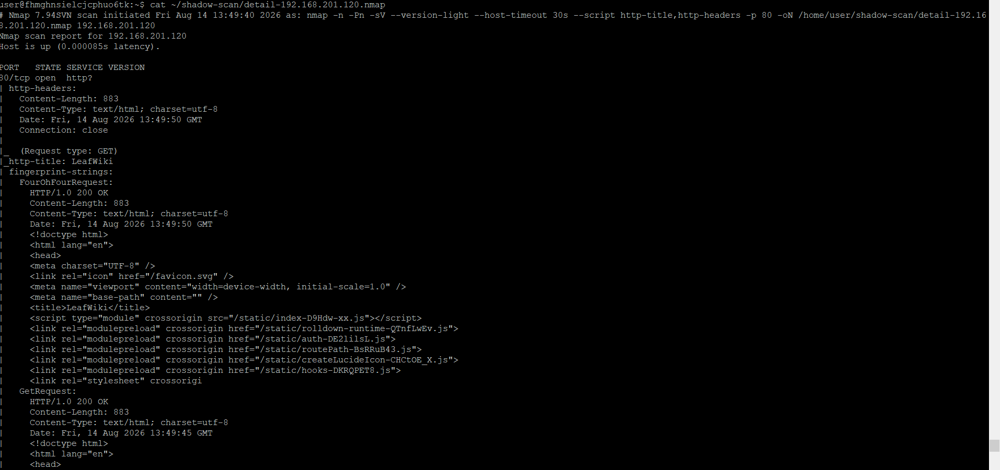 user@fhmghnsielcjcphuo6tk:~$ cat ~/shadow-scan/detail-192.168.201.120.nmap
# Nmap 7.94SVN scan initiated Fri Aug 14 13:49:40 2026 as: nmap -n -Pn -sV --version-light --host-timeout 30s --script http-title,http-headers -p 80 -oN /home/user/shadow-scan/detail-192.16
8.201.120.nmap 192.168.201.120
Nmap scan report for 192.168.201.120
Host is up (0.000085s latency).
PORT   STATE SERVICE VERSION
80/tcp open  http?
| http-headers:
|   Content-Length: 883
|   Content-Type: text/html; charset=utf-8
|   Date: Fri, 14 Aug 2026 13:49:50 GMT
|   Connection: close
|
|_  (Request type: GET)
|_http-title: LeafWiki
| fingerprint-strings:
|   FourOhFourRequest:
|     HTTP/1.0 200 OK
|     Content-Length: 883
|     Content-Type: text/html; charset=utf-8
|     Date: Fri, 14 Aug 2026 13:49:50 GMT
|     <!doctype html>
|     <html lang="en">
|     <head>
|     <meta charset="UTF-8" />
|     <link rel="icon" href="/favicon.svg" />
|     <meta name="viewport" content="width=device-width, initial-scale=1.0" />
|     <meta name="base-path" content="" />
|     <title>LeafWiki</title>
|     <script type="module" crossorigin src="/static/index-D9Hdw-xx.js"></script>
|     <link rel="modulepreload" crossorigin href="/static/rolldown-runtime-QTnfLwEv.js">
|     <link rel="modulepreload" crossorigin href="/static/auth-DE2lilsL.js">
|     <link rel="modulepreload" crossorigin href="/static/routePath-BsRRuB43.js">
|     <link rel="modulepreload" crossorigin href="/static/createLucideIcon-CHCtOE_X.js">
|     <link rel="modulepreload" crossorigin href="/static/hooks-DKRQPET8.js">
|     <link rel="stylesheet" crossorigi
|   GetRequest:
|     HTTP/1.0 200 OK
|     Content-Length: 883
|     Content-Type: text/html; charset=utf-8
|     Date: Fri, 14 Aug 2026 13:49:45 GMT
|     <!doctype html>
|     <html lang="en">
|     <head>